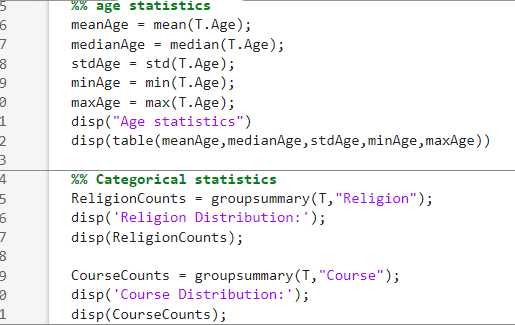 5 %% age statistics
6 meanAge = mean(T.Age);
7 medianAge = median(T.Age);
8 stdAge = std(T.Age);
9 minAge = min(T.Age);
0 maxAge = max(T.Age);
1 disp("Age statistics")
2 disp(table(meanAge,medianAge,stdAge,minAge,maxAge))
3
4 %% Categorical statistics
5 ReligionCounts = groupsummary(T,"Religion");
6 disp('Religion Distribution:');
7 disp(ReligionCounts);
8
9 CourseCounts = groupsummary(T,"Course");
0 disp('Course Distribution:');
1 disp(CourseCounts);